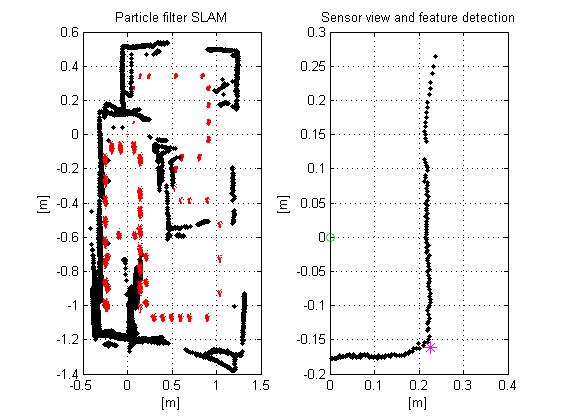 Particle filter SLAM
Sensor view and feature detection
0.6
0.4
0.2
0
-0.2
-0.4
-0.6
-0.8
-1
-1.2
-1.4
[m]
-0.5 0 0.5 1 1.5
[m]
0.3
0.25
0.2
0.15
0.1
0.05
0
-0.05
-0.1
-0.15
-0.2
[m]
0 0.1 0.2 0.3 0.4
[m]